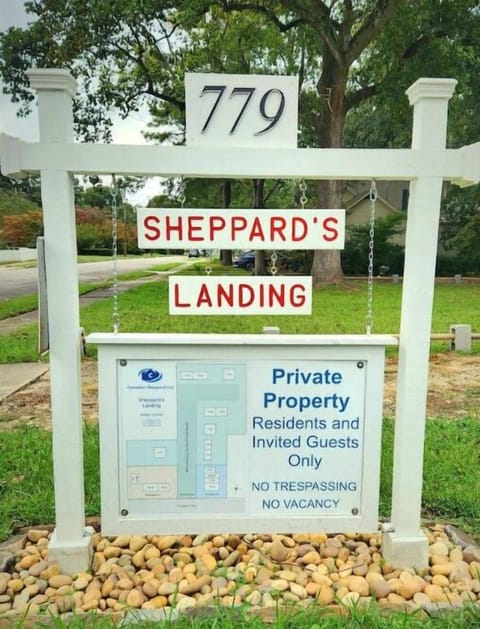 779
SHEPPARD'S
LANDING
Sheppard's
Landing
Private
Property
Residents and
Invited Guests
Only
NO TRESPASSING
NO VACANCY